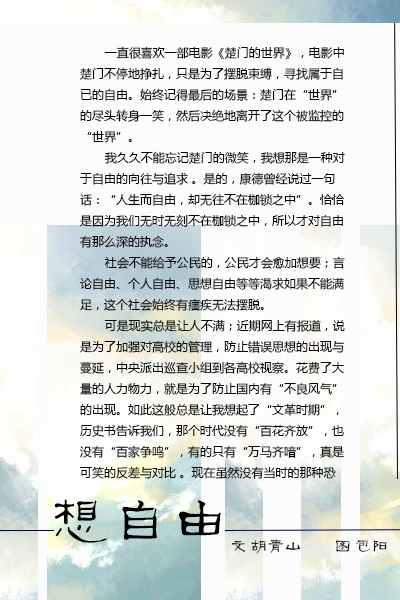 一直很喜欢一部电影《楚门的世界》，电影中
楚门不停地挣扎，只是为了摆脱束缚，寻找属于自
已的自由。始终记得最后的场景：楚门在“世界”
的尽头转身一笑，然后决绝地离开了这个被监控的
“世界”。
我久久不能忘记楚门的微笑，我想那是一种对
于自由的向往与追求 。是的，康德曾经说过一句
话：“人生而自由，却无往不在枷锁之中”。恰恰
是因为我们无时无刻不在枷锁之中，所以才对自由
有那么深的执念。
社会不能给予公民的，公民才会愈加想要；言
论自由、个人自由、思想自由等等渴求如果不能满
足，这个社会始终有痼疾无法摆脱。
可是现实总是让人不满；近期网上有报道，说
是为了加强对高校的管理，防止错误思想的出现与
蔓延，中央派出巡查小组到各高校视察。花费了大
量的人力物力，就是为了防止国内有“不良风气”
的出现。如此这般总是让我想起了“文革时期”，
历史书告诉我们，那个时代没有“百花齐放”，也
没有“百家争鸣”，有的只有“万马齐喑”，真是
可笑的反差与对比 。现在虽然没有当时的那种恐
想自由
文 胡青山 图 包阳